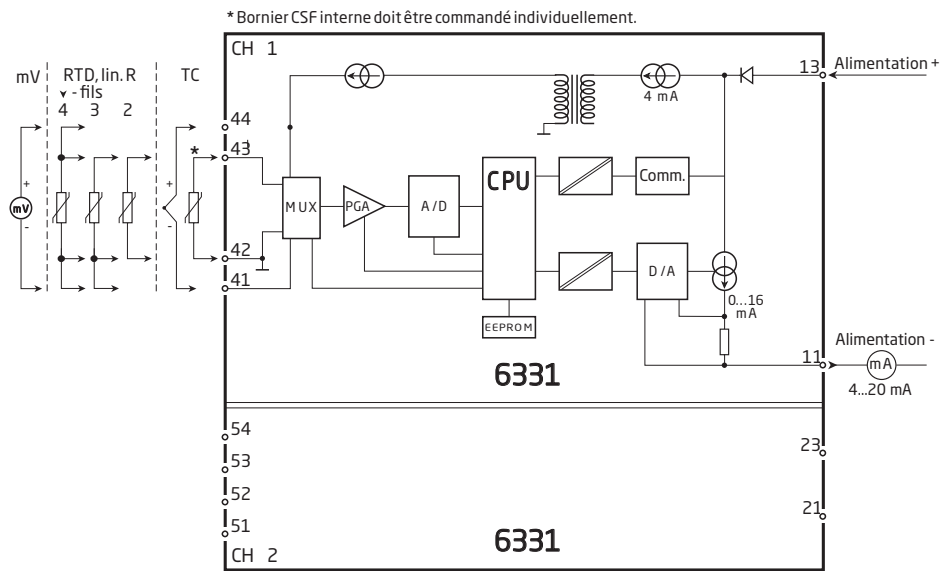 * Bornier CSF interne doit être commandé individuellement.
CH 1
mV
RTD, lin. R
- fils
4 3 2
TC
*
44
43
42
41
+
mV
-
+
-
MUX
PGA
A/D
CPU
EEPROM
Comm.
D/A
4 mA
0...16
mA
13
Alimentation +
11
Alimentation -
mA
4...20 mA
6331
54
53
52
51
23
21
CH 2
6331